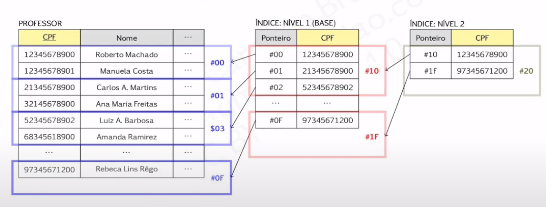 PROFESSOR
CPF Nome ...
12345678900 Roberto Machado ...
12345678901 Manuela Costa ...
#00
21345678900 Carlos A. Martins ...
32145678900 Ana Maria Freitas ...
#01
52345678902 Luiz A. Barbosa ...
68345618900 Amanda Ramirez ...
$03
... ... ...
97345671200 Rebeca Lins Rêgo ...
#0F
ÍNDICE: NÍVEL 1 (BASE)
Ponteiro CPF
#00 12345678900
#01 21345678900
#02 52345678902
#10
... ...
#0F 97345671200
#1F
ÍNDICE: NÍVEL 2
Ponteiro CPF
#10 12345678900
#1F 97345671200
#20